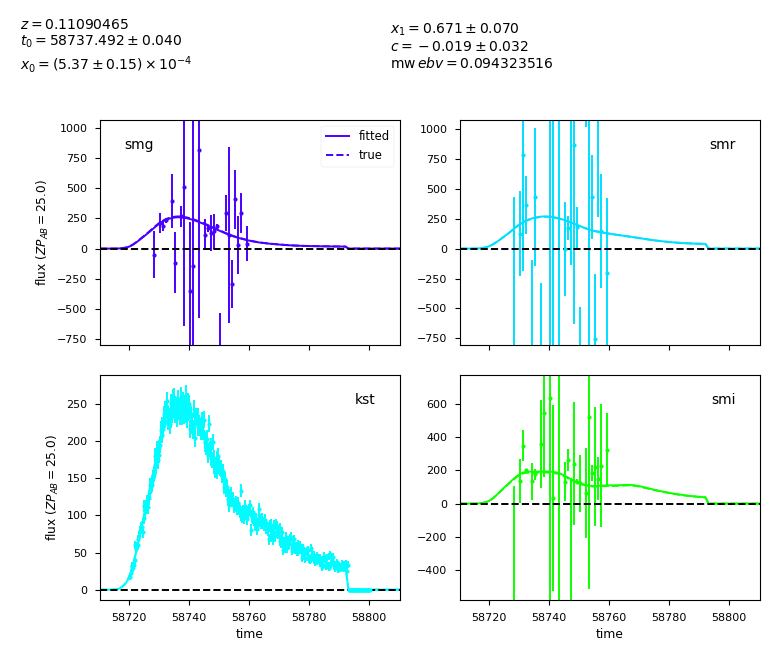 z = 0.11090465
t₀ = 58737.492 ± 0.040
x₀ = (5.37 ± 0.15) × 10⁻⁴
x₁ = 0.671 ± 0.070
c = −0.019 ± 0.032
mw ebv = 0.094323516
1000
750
500
250
0
−250
−500
−750
flux (ZP_AB = 25.0)
smg
fitted
true
1000
750
500
250
0
−250
−500
−750
smr
250
200
150
100
50
0
flux (ZP_AB = 25.0)
kst
58720 58740 58760 58780 58800
time
600
400
200
0
−200
−400
smi
58720 58740 58760 58780 58800
time